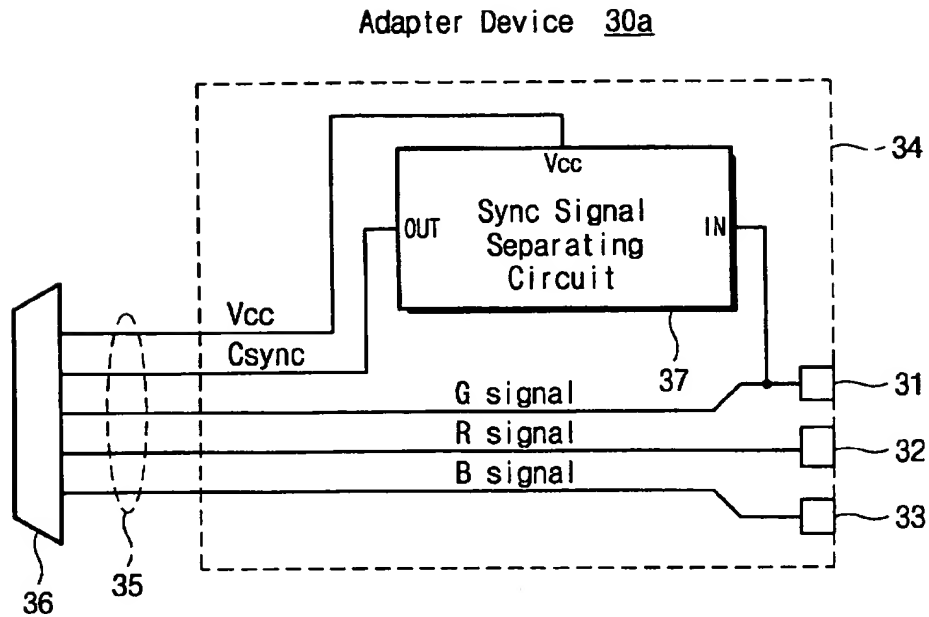 Adapter Device 30a
34
Vcc
Sync Signal
OUT
IN
Separating
Circuit
Vcc
Csync
37
31
G signal
R signal
32
B signal
33
35
36